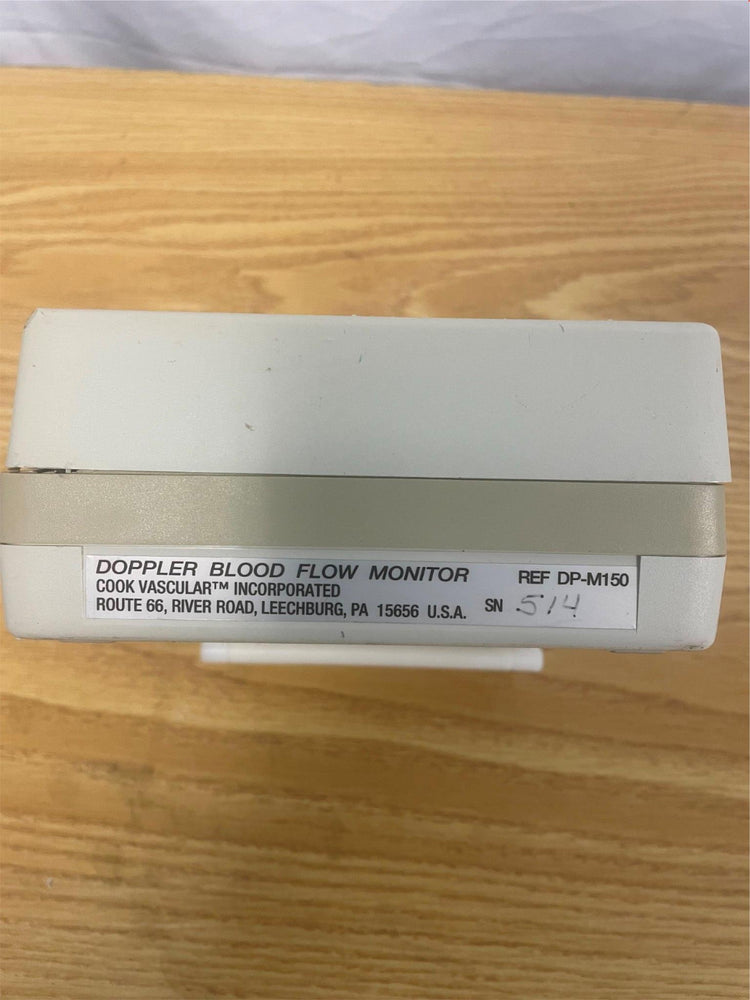 DOPPLER BLOOD FLOW MONITOR REF DP-M150
COOK VASCULAR™ INCORPORATED
ROUTE 66, RIVER ROAD, LEECHBURG, PA 15656 U.S.A. SN 514